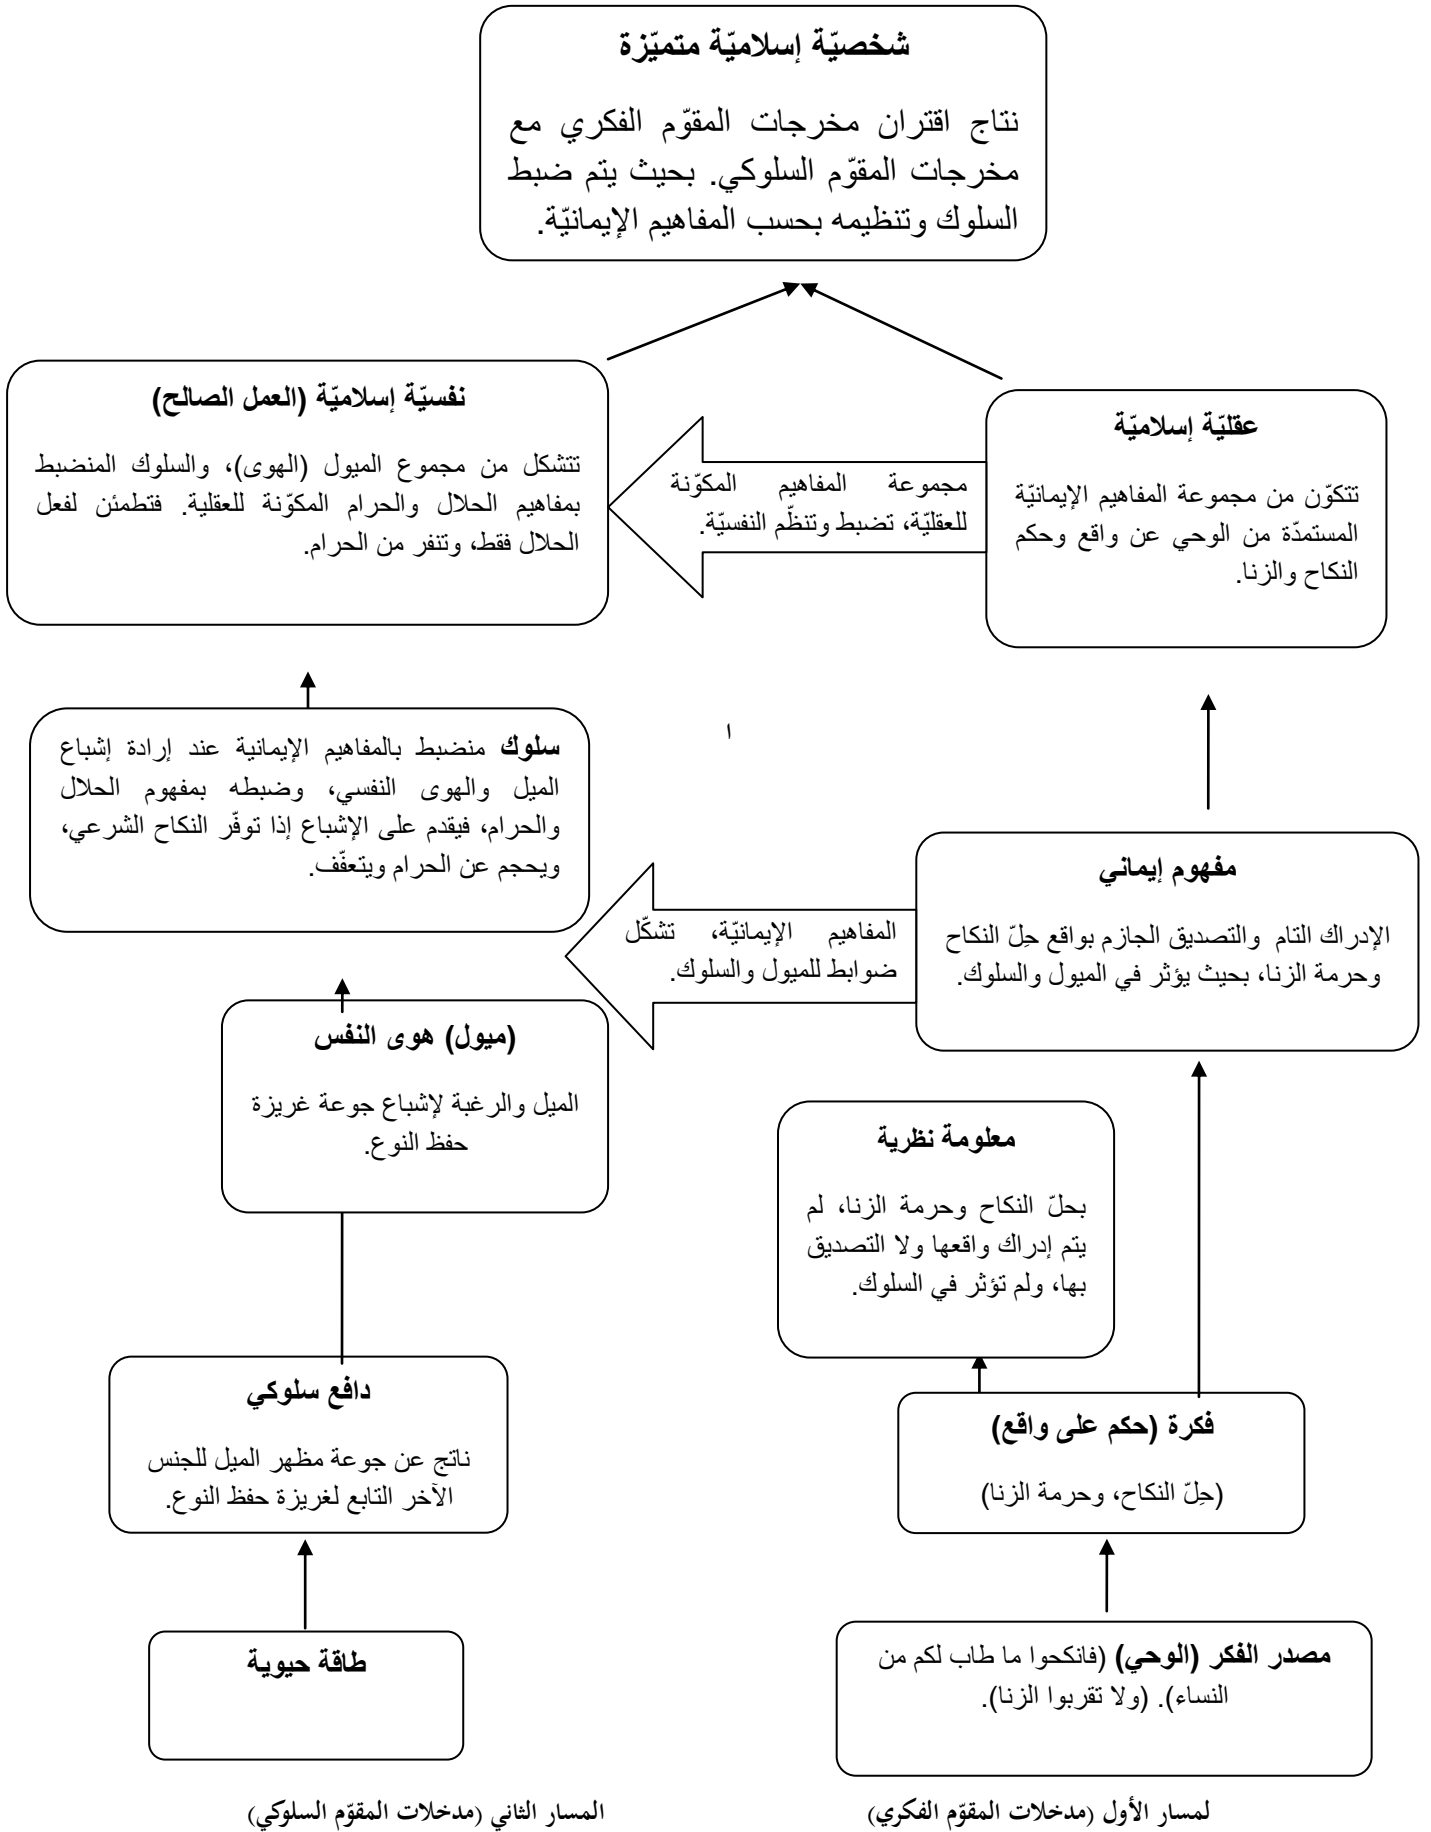 شخصيّة إسلاميّة متميّزة
نتاج اقتران مخرجات المقوّم الفكري مع
مخرجات المقوّم السلوكي. بحيث يتم ضبط
السلوك وتنظيمه بحسب المفاهيم الإيمانيّة.
عقليّة إسلاميّة
تتكوّن من مجموعة المفاهيم الإيمانيّة
المستمدّة من الوحي عن واقع وحكم
النكاح والزنا.
مجموعة المفاهيم المكوّنة
للعقليّة، تضبط وتنظّم النفسيّة.
نفسيّة إسلاميّة (العمل الصالح)
تتشكل من مجموع الميول (الهوى)، والسلوك المنضبط
بمفاهيم الحلال والحرام المكوّنة للعقلية. فتطمئن لفعل
الحلال فقط، وتنفر من الحرام.
ا
سلوك منضبط بالمفاهيم الإيمانية عند إرادة إشباع
الميل والهوى النفسي، وضبطه بمفهوم الحلال
والحرام، فيقدم على الإشباع إذا توفّر النكاح الشرعي،
ويحجم عن الحرام ويتعفّف.
مفهوم إيماني
الإدراك التام والتصديق الجازم بواقع حِلّ النكاح
وحرمة الزنا، بحيث يؤثر في الميول والسلوك.
المفاهيم الإيمانيّة، تشكّل
ضوابط للميول والسلوك.
(ميول) هوى النفس
الميل والرغبة لإشباع جوعة غريزة
حفظ النوع.
معلومة نظرية
بحلّ النكاح وحرمة الزنا، لم
يتم إدراك واقعها ولا التصديق
بها، ولم تؤثر في السلوك.
دافع سلوكي
ناتج عن جوعة مظهر الميل للجنس
الآخر التابع لغريزة حفظ النوع.
فكرة (حكم على واقع)
(حِلّ النكاح، وحرمة الزنا)
مصدر الفكر (الوحي) (فانكحوا ما طاب لكم من
النساء). (ولا تقربوا الزنا).
طاقة حيوية
لمسار الأول (مدخلات المقوّم الفكري)
المسار الثاني (مدخلات المقوّم السلوكي)